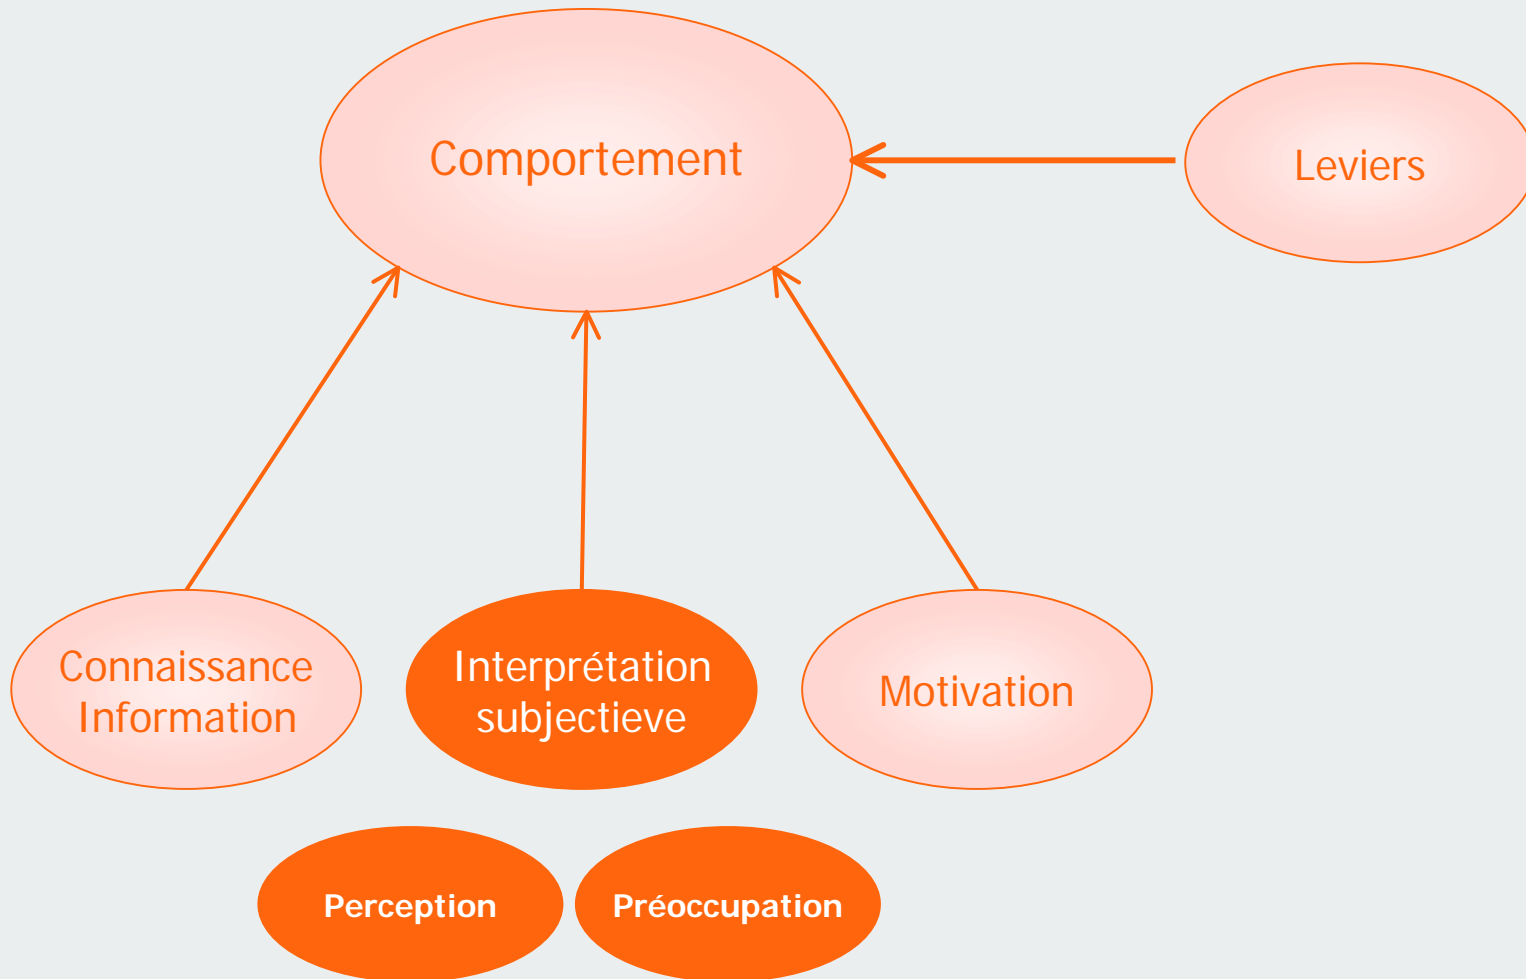 Comportement
Leviers
Connaissance
Information
Interprétation
subjectieve
Motivation
Perception
Préoccupation